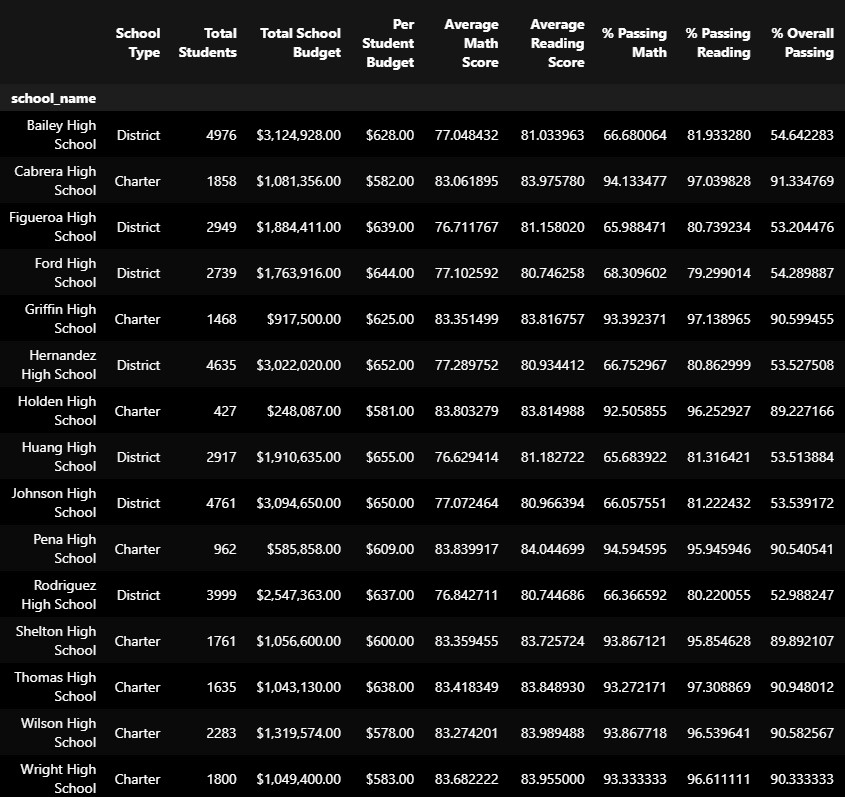 School Type Total Students Total School Budget Per Student Budget Average Math Score Average Reading Score % Passing Math % Passing Reading % Overall Passing
school_name
Bailey High School District 4976 $3,124,928.00 $628.00 77.048432 81.033963 66.680064 81.933280 54.642283
Cabrera High School Charter 1858 $1,081,356.00 $582.00 83.061895 83.975780 94.133477 97.039828 91.334769
Figueroa High School District 2949 $1,884,411.00 $639.00 76.711767 81.158020 65.988471 80.739234 53.204476
Ford High School District 2739 $1,763,916.00 $644.00 77.102592 80.746258 68.309602 79.299014 54.289887
Griffin High School Charter 1468 $917,500.00 $625.00 83.351499 83.816757 93.392371 97.138965 90.599455
Hernandez High School District 4635 $3,022,020.00 $652.00 77.289752 80.934412 66.752967 80.862999 53.527508
Holden High School Charter 427 $248,087.00 $581.00 83.803279 83.814988 92.505855 96.252927 89.227166
Huang High School District 2917 $1,910,635.00 $655.00 76.629414 81.182722 65.683922 81.316421 53.513884
Johnson High School District 4761 $3,094,650.00 $650.00 77.072464 80.966394 66.057551 81.222432 53.539172
Pena High School Charter 962 $585,858.00 $609.00 83.839917 84.044699 94.594595 95.945946 90.540541
Rodriguez High School District 3999 $2,547,363.00 $637.00 76.842711 80.744686 66.366592 80.220055 52.988247
Shelton High School Charter 1761 $1,056,600.00 $600.00 83.359455 83.725724 93.867121 95.854628 89.892107
Thomas High School Charter 1635 $1,043,130.00 $638.00 83.418349 83.848930 93.272171 97.308869 90.948012
Wilson High School Charter 2283 $1,319,574.00 $578.00 83.274201 83.989488 93.867718 96.539641 90.582567
Wright High School Charter 1800 $1,049,400.00 $583.00 83.682222 83.955000 93.333333 96.611111 90.333333